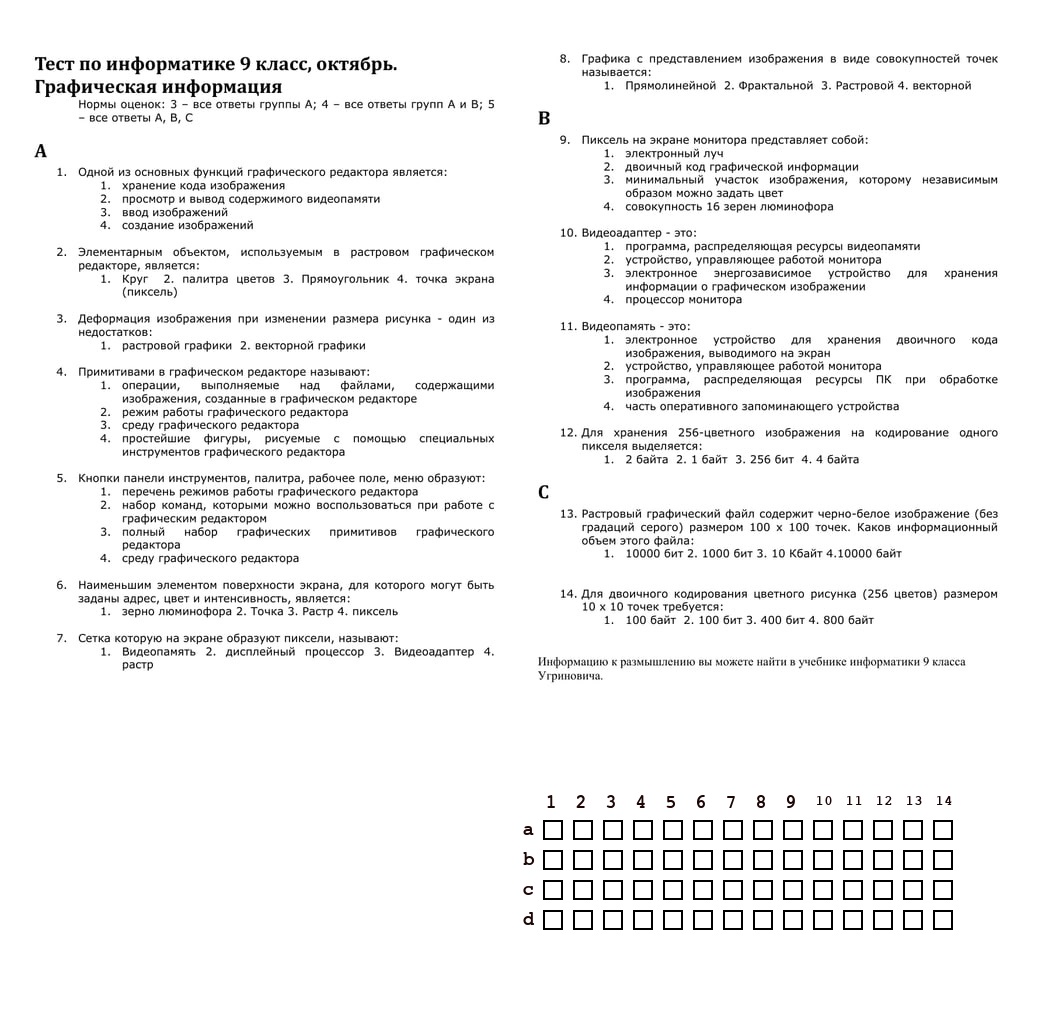 Тест по информатике 9 класс, октябрь.
Графическая информация
Нормы оценок: 3 – все ответы группы А; 4 – все ответы групп А и В; 5
– все ответы А, В, С
А
1. Одной из основных функций графического редактора является:
1. хранение кода изображения
2. просмотр и вывод содержимого видеопамяти
3. ввод изображений
4. создание изображений
2. Элементарным объектом, используемым в растровом графическом
редакторе, является:
1. Круг 2. палитра цветов 3. Прямоугольник 4. точка экрана
(пиксель)
3. Деформация изображения при изменении размера рисунка - один из
недостатков:
1. растровой графики 2. векторной графики
4. Примитивами в графическом редакторе называют:
1. операции, выполняемые над файлами, содержащими
изображения, созданные в графическом редакторе
2. режим работы графического редактора
3. среду графического редактора
4. простейшие фигуры, рисуемые с помощью специальных
инструментов графического редактора
5. Кнопки панели инструментов, палитра, рабочее поле, меню образуют:
1. перечень режимов работы графического редактора
2. набор команд, которыми можно воспользоваться при работе с
графическим редактором
3. полный набор графических примитивов графического
редактора
4. среду графического редактора
6. Наименьшим элементом поверхности экрана, для которого могут быть
заданы адрес, цвет и интенсивность, является:
1. зерно люминофора 2. Точка 3. Растр 4. пиксель
7. Сетка которую на экране образуют пиксели, называют:
1. Видеопамять 2. дисплейный процессор 3. Видеоадаптер 4.
растр
8. Графика с представлением изображения в виде совокупностей точек
называется:
1. Прямолинейной 2. Фрактальной 3. Растровой 4. векторной
В
9. Пиксель на экране монитора представляет собой:
1. электронный луч
2. двоичный код графической информации
3. минимальный участок изображения, которому независимым
образом можно задать цвет
4. совокупность 16 зерен люминофора
10. Видеоадаптер - это:
1. программа, распределяющая ресурсы видеопамяти
2. устройство, управляющее работой монитора
3. электронное энергозависимое устройство для хранения
информации о графическом изображении
4. процессор монитора
11. Видеопамять - это:
1. электронное устройство для хранения двоичного кода
изображения, выводимого на экран
2. устройство, управляющее работой монитора
3. программа, распределяющая ресурсы ПК при обработке
изображения
4. часть оперативного запоминающего устройства
12. Для хранения 256-цветного изображения на кодирование одного
пикселя выделяется:
1. 2 байта 2. 1 байт 3. 256 бит 4. 4 байта
С
13. Растровый графический файл содержит черно-белое изображение (без
градаций серого) размером 100 х 100 точек. Каков информационный
объем этого файла:
1. 10000 бит 2. 1000 бит 3. 10 Кбайт 4.10000 байт
14. Для двоичного кодирования цветного рисунка (256 цветов) размером
10 х 10 точек требуется:
1. 100 байт 2. 100 бит 3. 400 бит 4. 800 байт
Информацию к размышлению вы можете найти в учебнике информатики 9 класса
Угриновича.
1 2 3 4 5 6 7 8 9 10 11 12 13 14
a
b
c
d